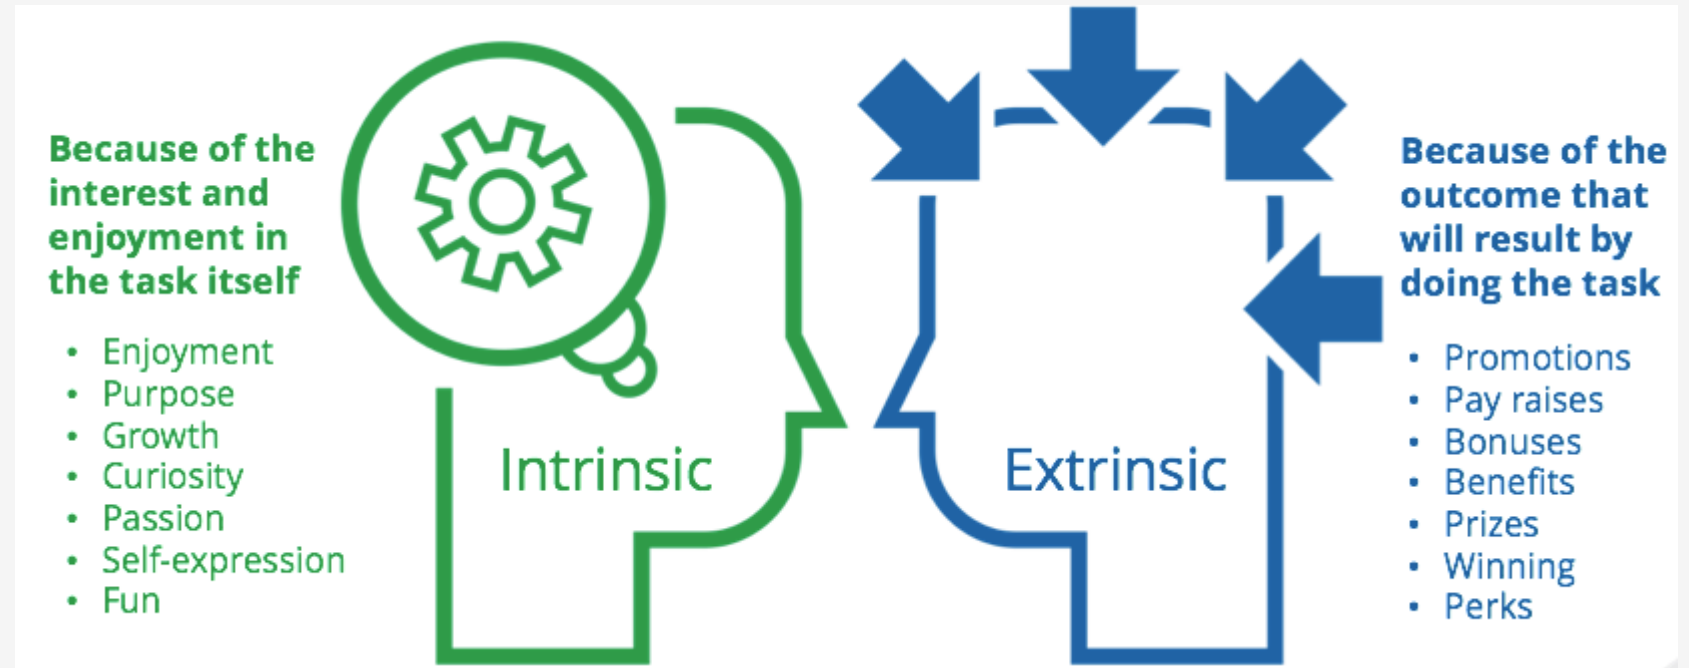 Because of the
interest and
enjoyment in
the task itself
• Enjoyment
• Purpose
• Growth
• Curiosity
• Passion
• Self-expression
• Fun
Intrinsic
Extrinsic
Because of the
outcome that
will result by
doing the task
• Promotions
• Pay raises
• Bonuses
• Benefits
• Prizes
• Winning
• Perks